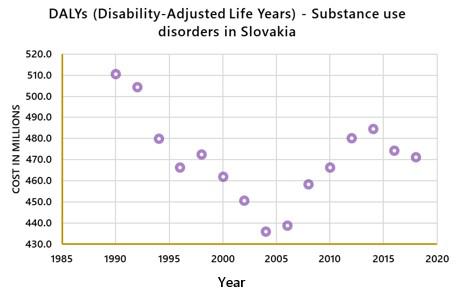 DALYs (Disability-Adjusted Life Years) - Substance use
disorders in Slovakia
520.0
510.0
500.0
490.0
480.0
470.0
460.0
450.0
440.0
430.0
COST IN MILLIONS
1985 1990 1995 2000 2005 2010 2015 2020
Year